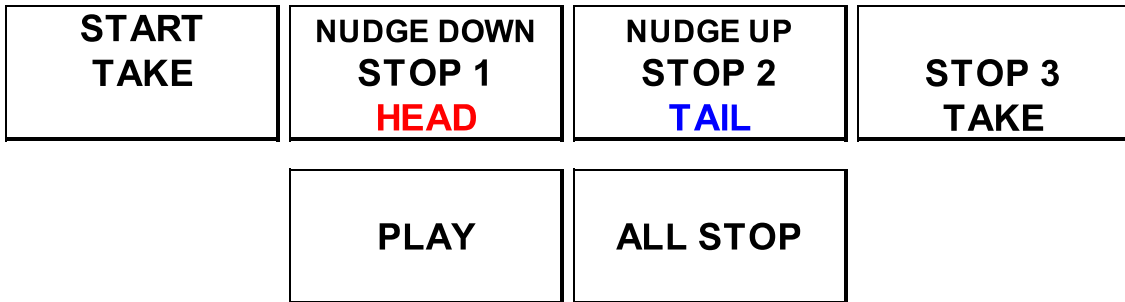 START
TAKE
NUDGE DOWN
STOP 1
HEAD
NUDGE UP
STOP 2
TAIL
STOP 3
TAKE
PLAY
ALL STOP